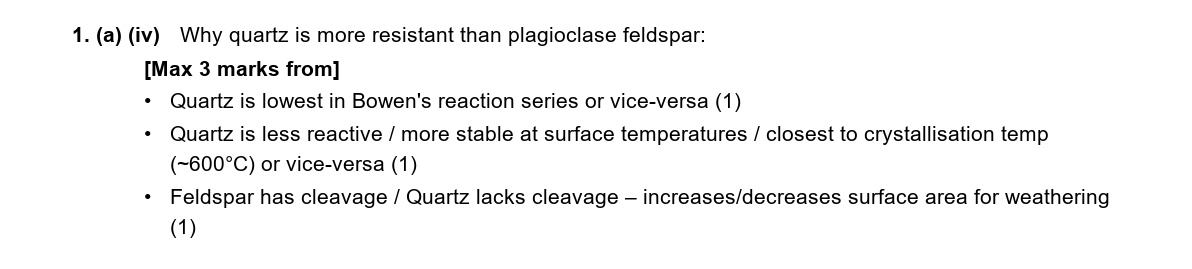 1. (a) (iv) Why quartz is more resistant than plagioclase feldspar:
[Max 3 marks from]
• Quartz is lowest in Bowen's reaction series or vice-versa (1)
• Quartz is less reactive / more stable at surface temperatures / closest to crystallisation temp
(~600°C) or vice-versa (1)
• Feldspar has cleavage / Quartz lacks cleavage – increases/decreases surface area for weathering
(1)